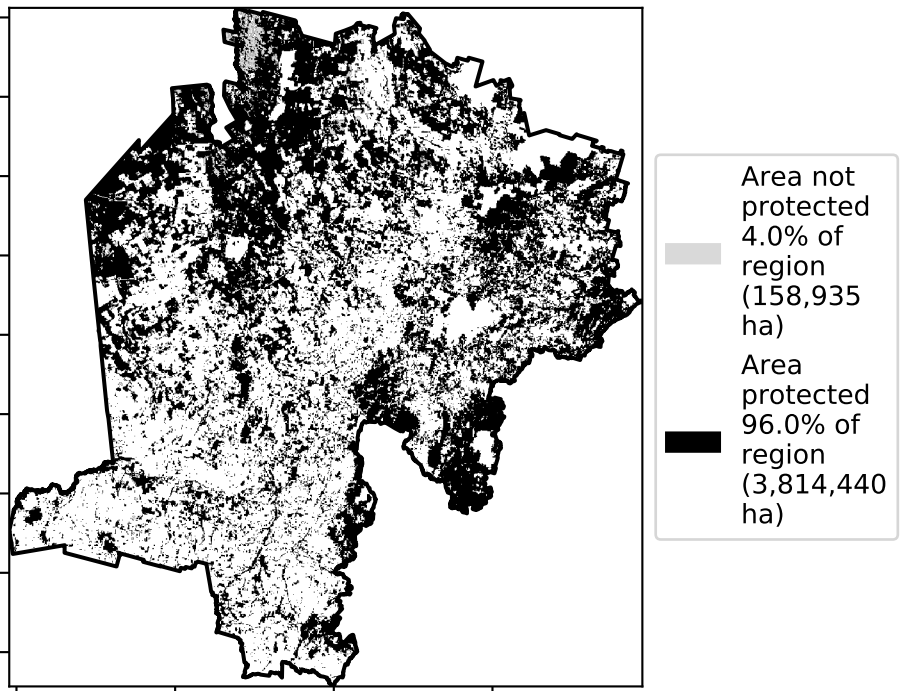 Area not
protected
4.0% of
region
(158,935
ha)
Area
protected
96.0% of
region
(3,814,440
ha)